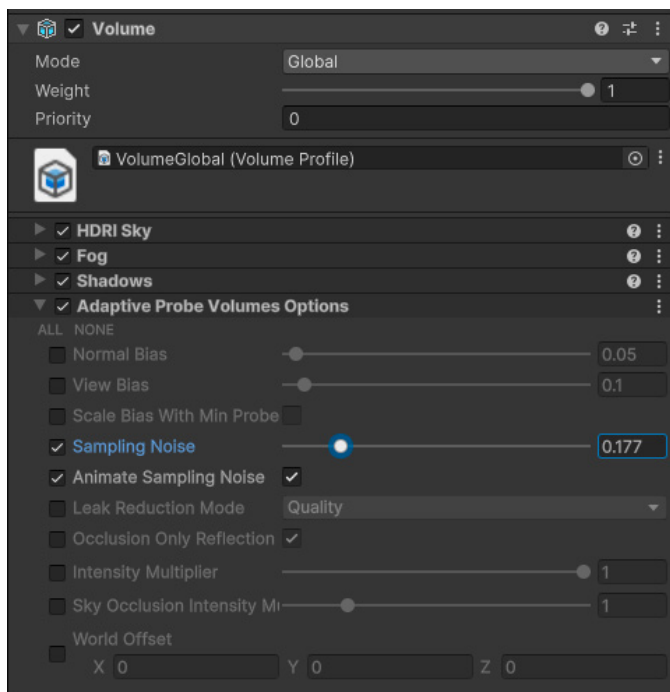 Volume
Mode Global
Weight 1
Priority 0
VolumeGlobal (Volume Profile)
HDRI Sky
Fog
Shadows
Adaptive Probe Volumes Options
ALL NONE
Normal Bias 0.05
View Bias 0.1
Scale Bias With Min Probe
Sampling Noise 0.177
Animate Sampling Noise
Leak Reduction Mode Quality
Occlusion Only Reflection
Intensity Multiplier 1
Sky Occlusion Intensity Mu 1
World Offset
X 0 Y 0 Z 0